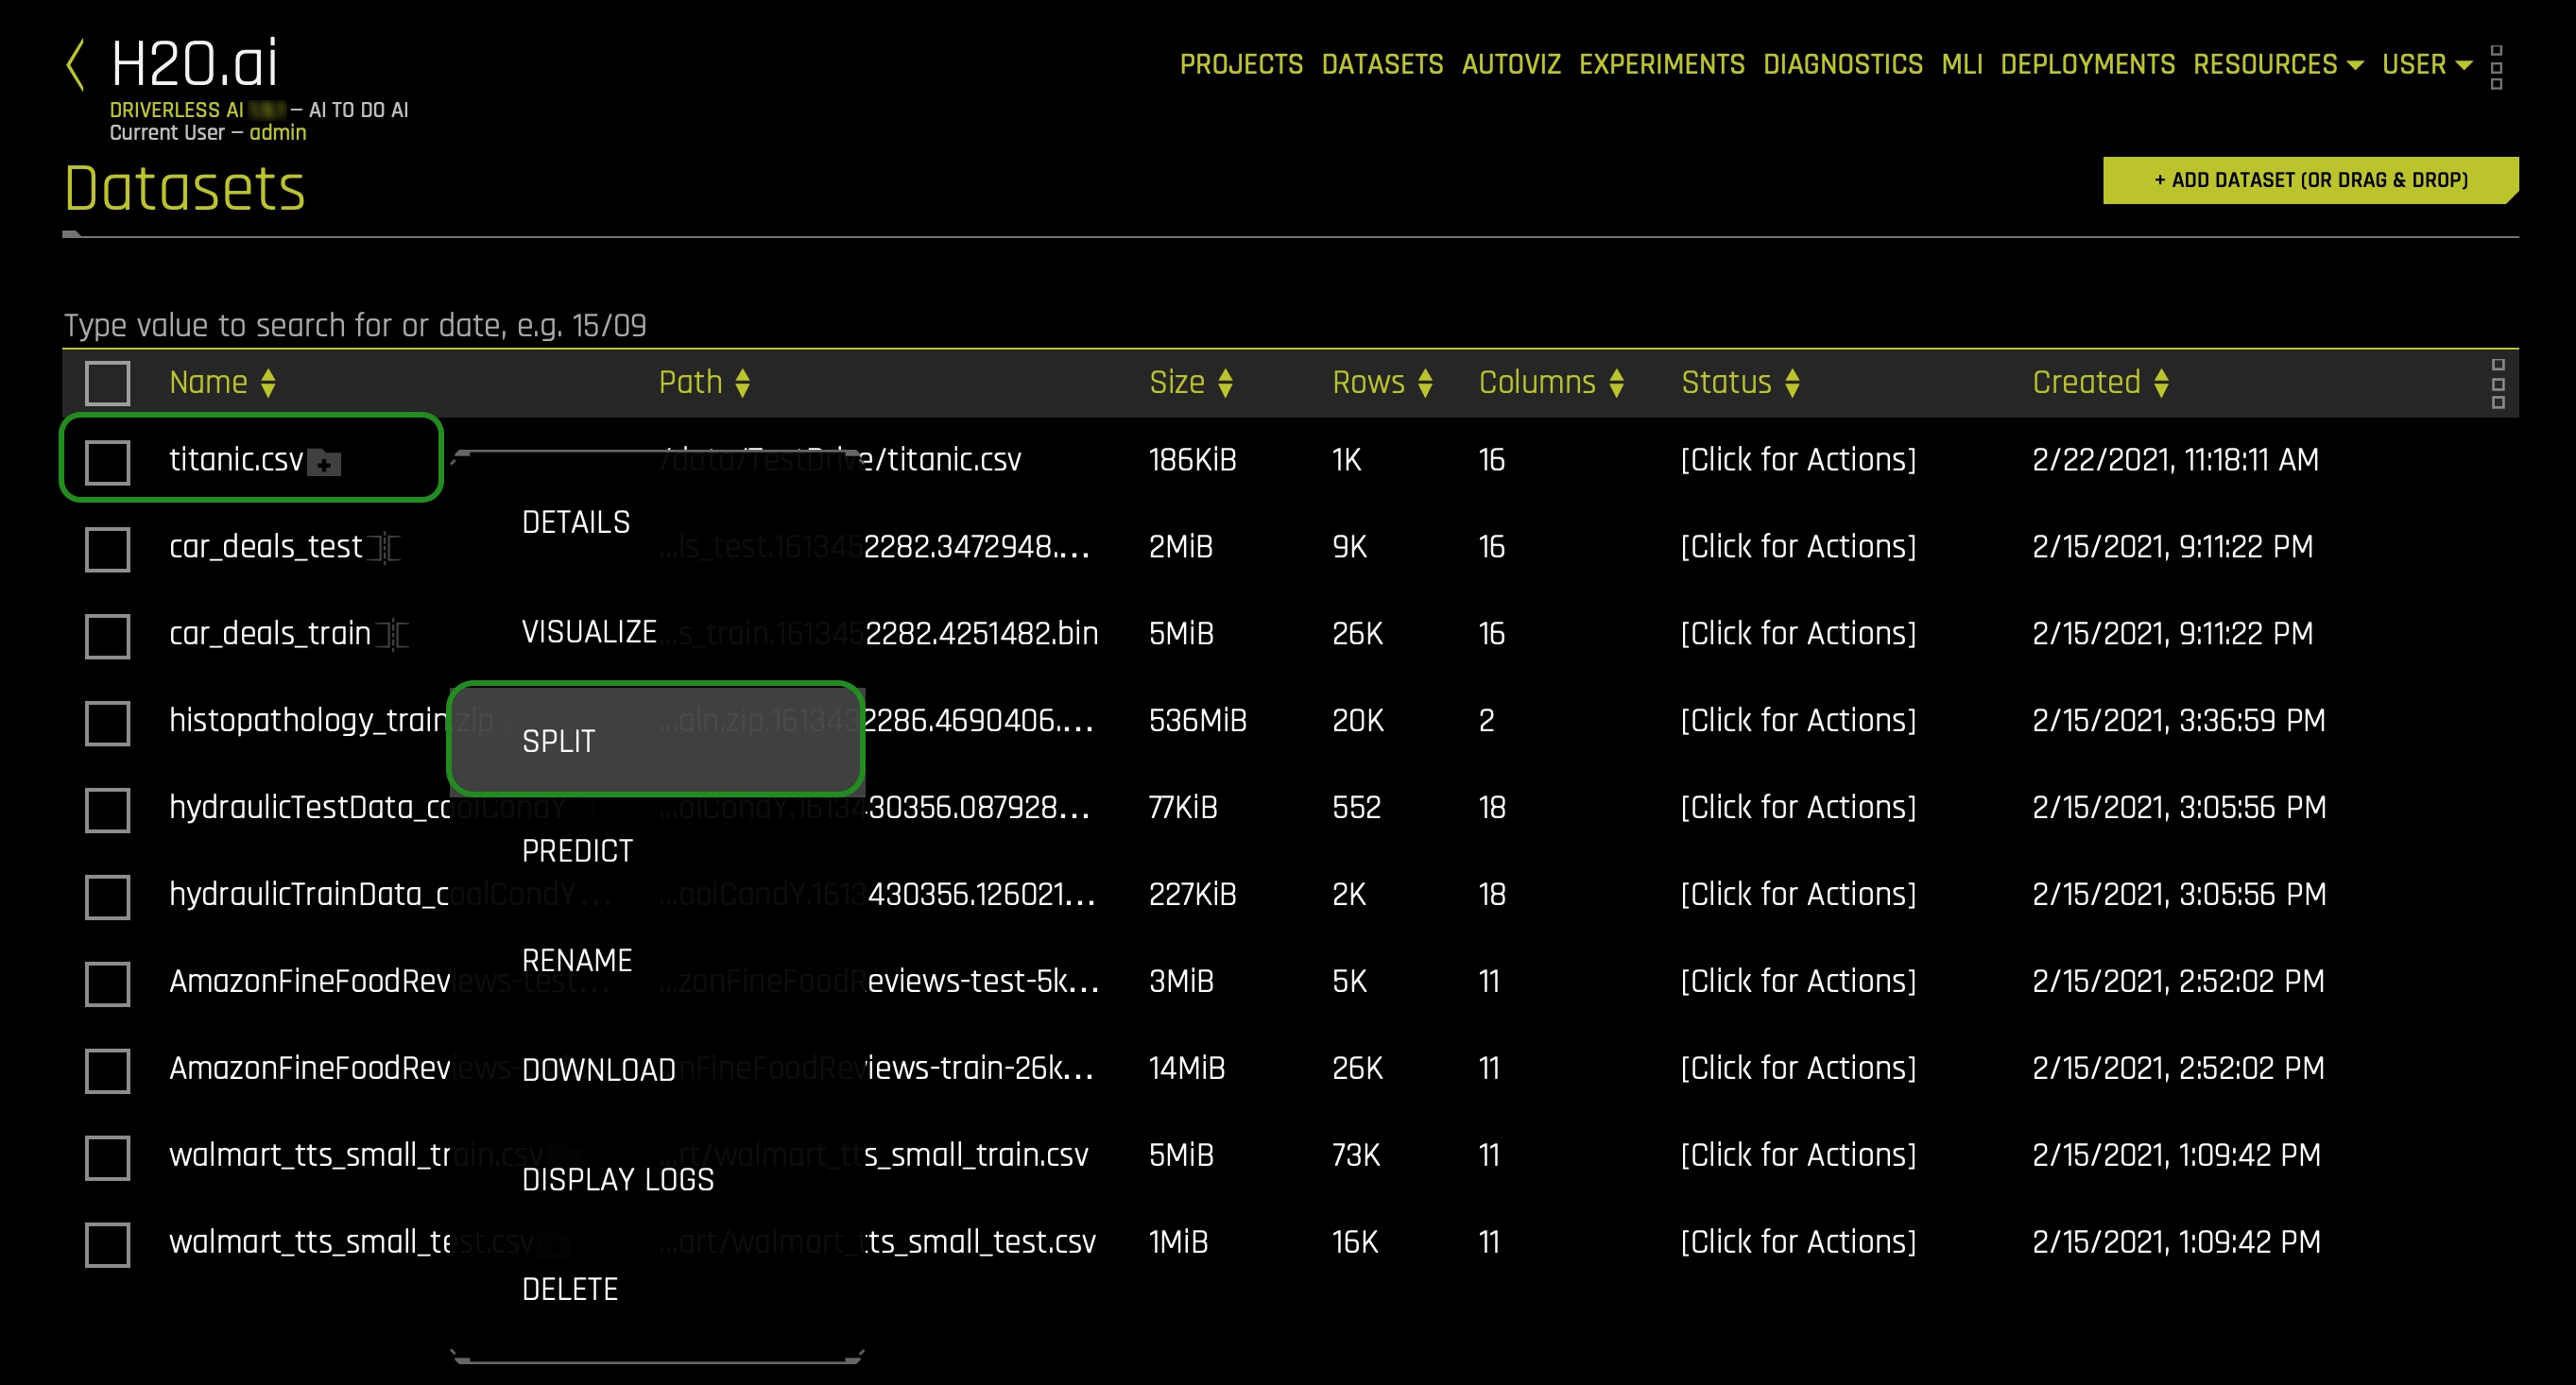 H2O.ai
PROJECTS DATASETS AUTOVIZ EXPERIMENTS DIAGNOSTICS MLI DEPLOYMENTS RESOURCES USER
DRIVERLESS AI — AI TO DO AI
Current User — admin
Datasets
+ ADD DATASET (OR DRAG & DROP)
Type value to search for or date, e.g. 15/09
Name Path Size Rows Columns Status Created
titanic.csv /data/TestDrive/titanic.csv 186KiB 1K 16 [Click for Actions] 2/22/2021, 11:18:11 AM
DETAILS
car_deals_test ...ls_test.1613452282.3472948.... 2MiB 9K 16 [Click for Actions] 2/15/2021, 9:11:22 PM
VISUALIZE
car_deals_train ...s_train.1613452282.4251482.bin 5MiB 26K 16 [Click for Actions] 2/15/2021, 9:11:22 PM
histopathology_train.zip ...ain.zip.1613432286.4690406.... 536MiB 20K 2 [Click for Actions] 2/15/2021, 3:36:59 PM
SPLIT
hydraulicTestData_coolCondY ...olCondY.1613430356.087928... 77KiB 552 18 [Click for Actions] 2/15/2021, 3:05:56 PM
PREDICT
hydraulicTrainData_coolCondY... ...oolCondY.1613430356.126021... 227KiB 2K 18 [Click for Actions] 2/15/2021, 3:05:56 PM
RENAME
AmazonFineFoodReviews-test... ...zonFineFoodReviews-test-5k... 3MiB 5K 11 [Click for Actions] 2/15/2021, 2:52:02 PM
AmazonFineFoodReviews- nFineFoodReviews-train-26k... 14MiB 26K 11 [Click for Actions] 2/15/2021, 2:52:02 PM
DOWNLOAD
walmart_tts_small_train.csv ...rt/walmart_tts_small_train.csv 5MiB 73K 11 [Click for Actions] 2/15/2021, 1:09:42 PM
DISPLAY LOGS
walmart_tts_small_test.csv ...art/walmart_tts_small_test.csv 1MiB 16K 11 [Click for Actions] 2/15/2021, 1:09:42 PM
DELETE